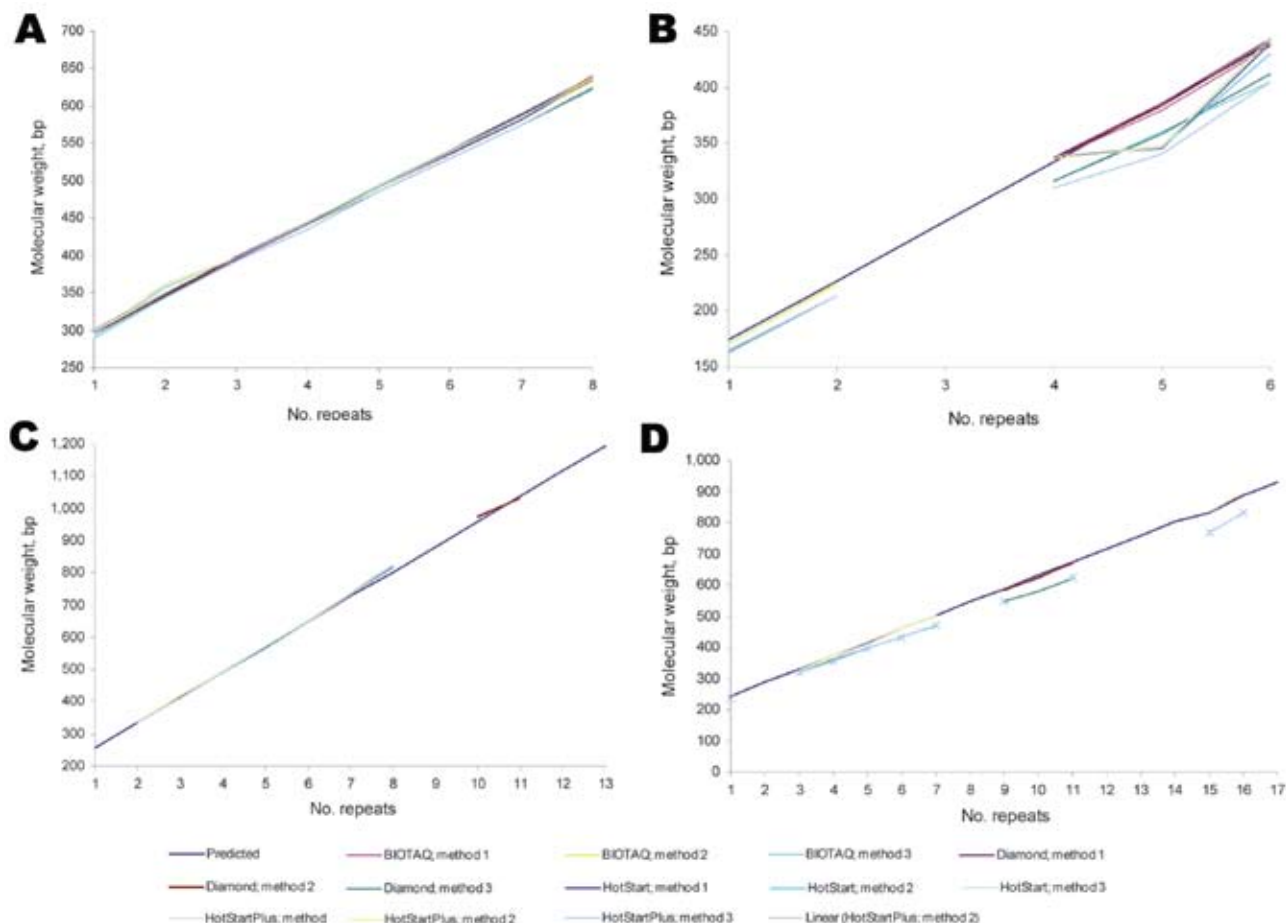 A
Molecular weight, bp
700
650
600
550
500
450
400
350
300
250
1 2 3 4 5 6 7 8
No. repeats
B
Molecular weight, bp
450
400
350
300
250
200
150
1 2 3 4 5 6
No. repeats
C
Molecular weight, bp
1,200
1,100
1,000
900
800
700
600
500
400
300
200
1 2 3 4 5 6 7 8 9 10 11 12 13
No. repeats
D
Molecular weight, bp
1,000
900
800
700
600
500
400
300
200
100
0
1 2 3 4 5 6 7 8 9 10 11 12 13 14 15 16 17
No. repeats
Predicted BIOTAQ; method 1 BIOTAQ; method 2 BIOTAQ; method 3 Diamond; method 1
Diamond; method 2 Diamond; method 3 HotStart; method 1 HotStart; method 2 HotStart; method 3
HotStartPlus; method HotStartPlus; method 2 HotStartPlus; method 3 Linear (HotStartPlus; method 2)